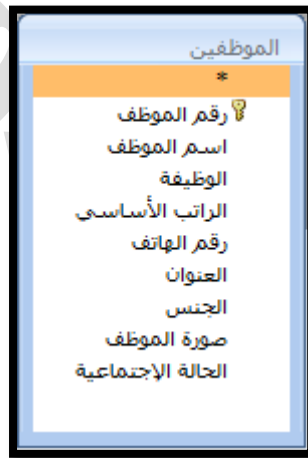 الموظفين
*
رقم الموظف
اسم الموظف
الوظيفة
الراتب الأساسي
رقم الهاتف
العنوان
الجنس
صورة الموظف
الحالة الإجتماعية